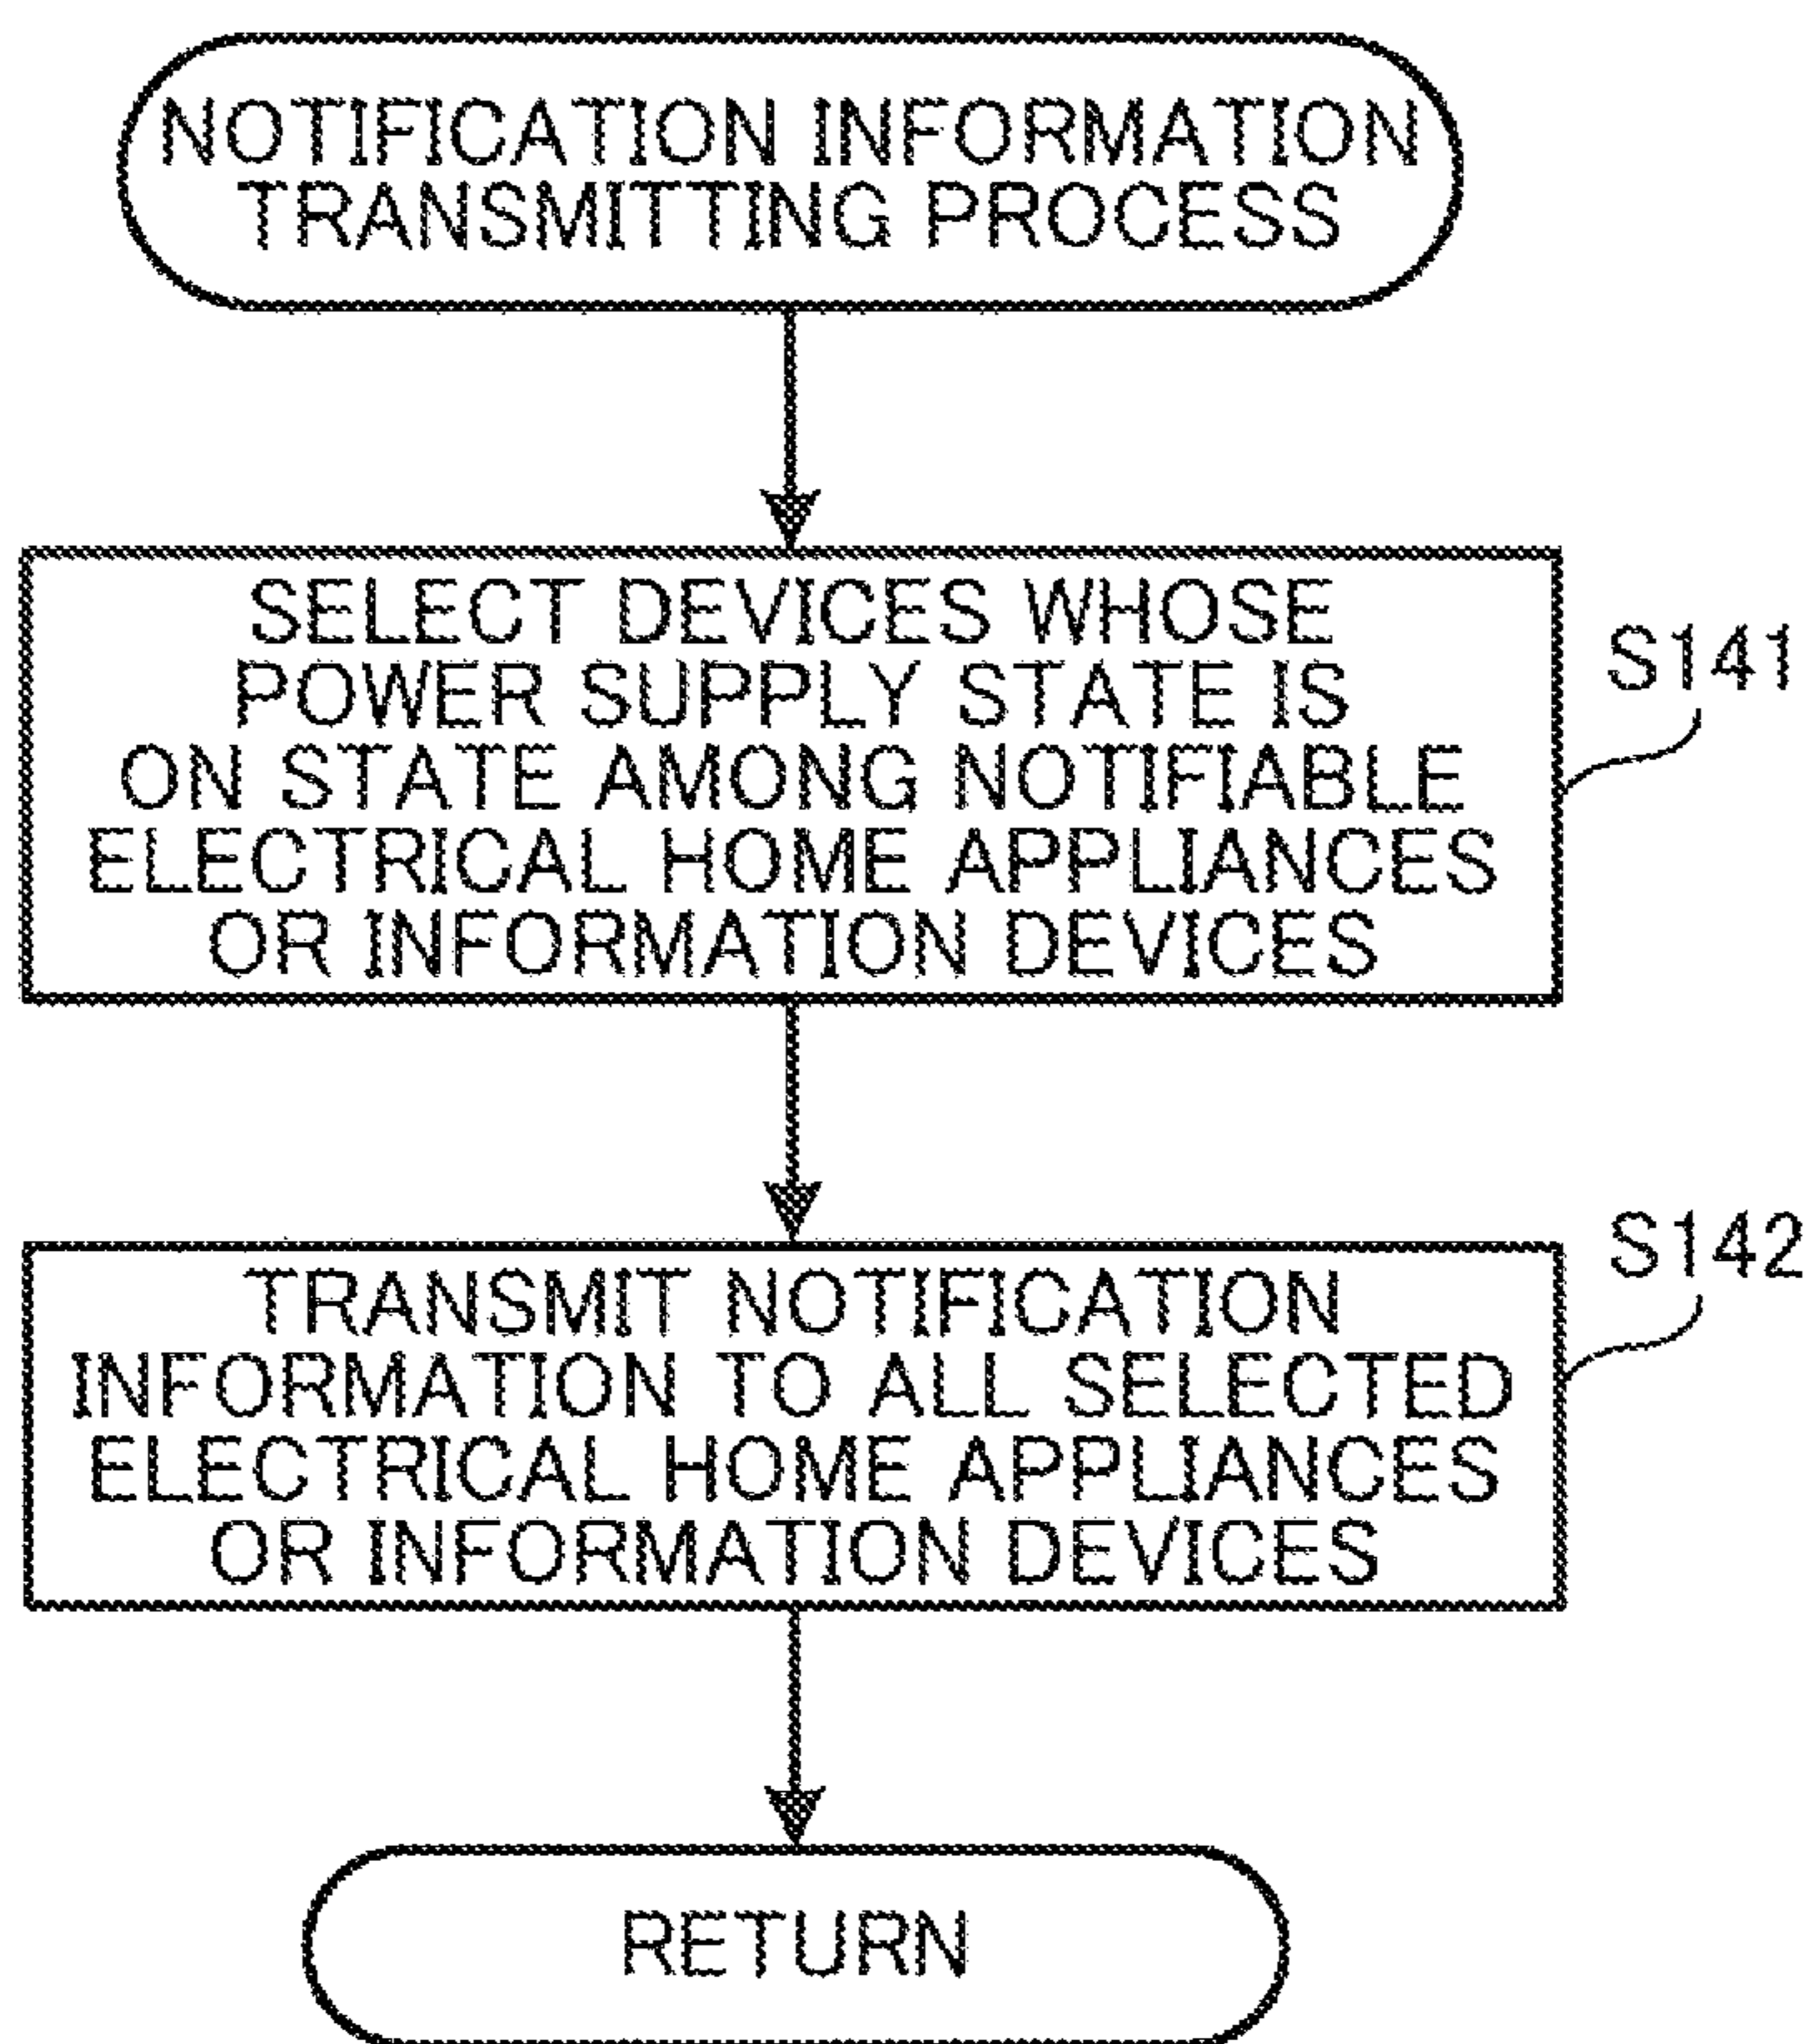 NOTIFICATION INFORMATION
TRANSMITTING PROCESS
SELECT DEVICES WHOSE
POWER SUPPLY STATE IS
ON STATE AMONG NOTIFIABLE
ELECTRICAL HOME APPLIANCES
OR INFORMATION DEVICES
S141
TRANSMIT NOTIFICATION
INFORMATION TO ALL SELECTED
ELECTRICAL HOME APPLIANCES
OR INFORMATION DEVICES
S142
RETURN